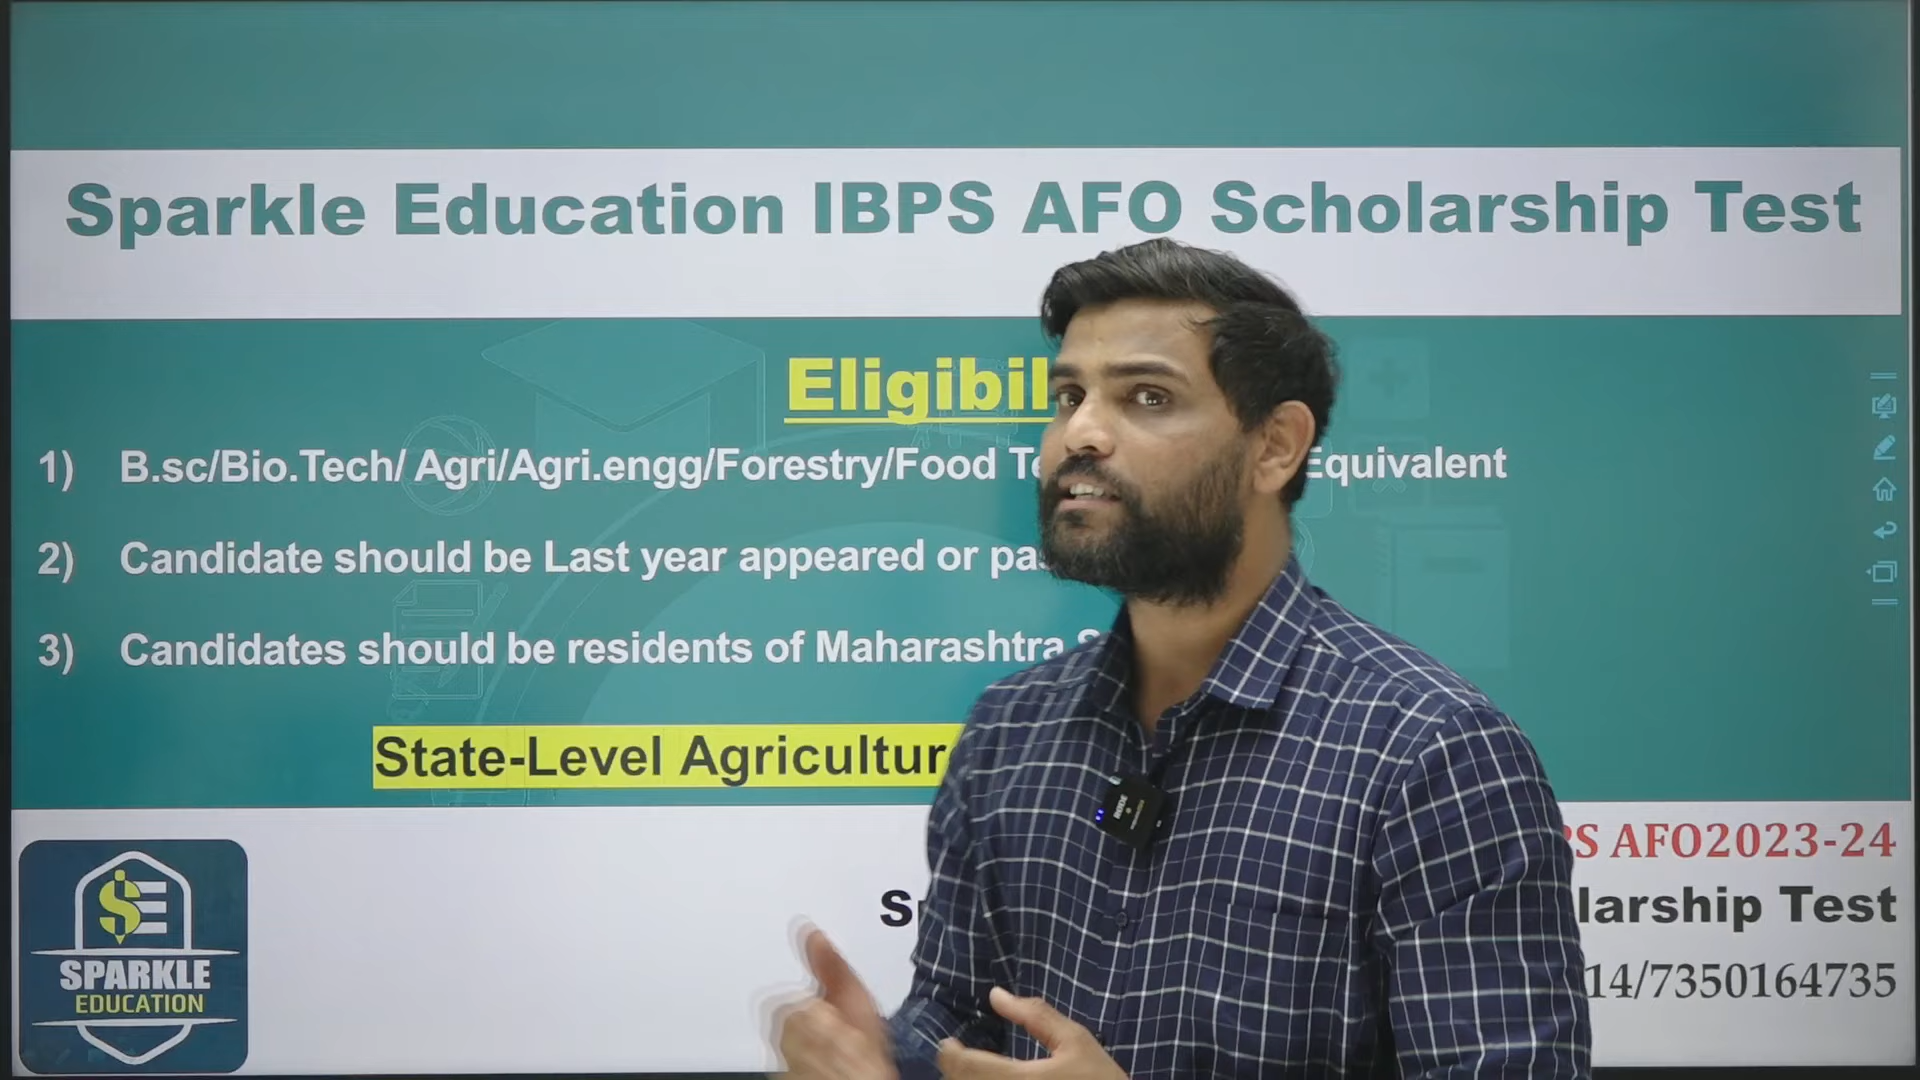 Sparkle Education IBPS AFO Scholarship Test
Eligibil
1) B.sc/Bio.Tech/ Agri/Agri.engg/Forestry/Food Te Equivalent
2) Candidate should be Last year appeared or pa
3) Candidates should be residents of Maharashtra
State-Level Agricultur
PS AFO2023-24
larship Test
14/7350164735
SE
SPARKLE
EDUCATION